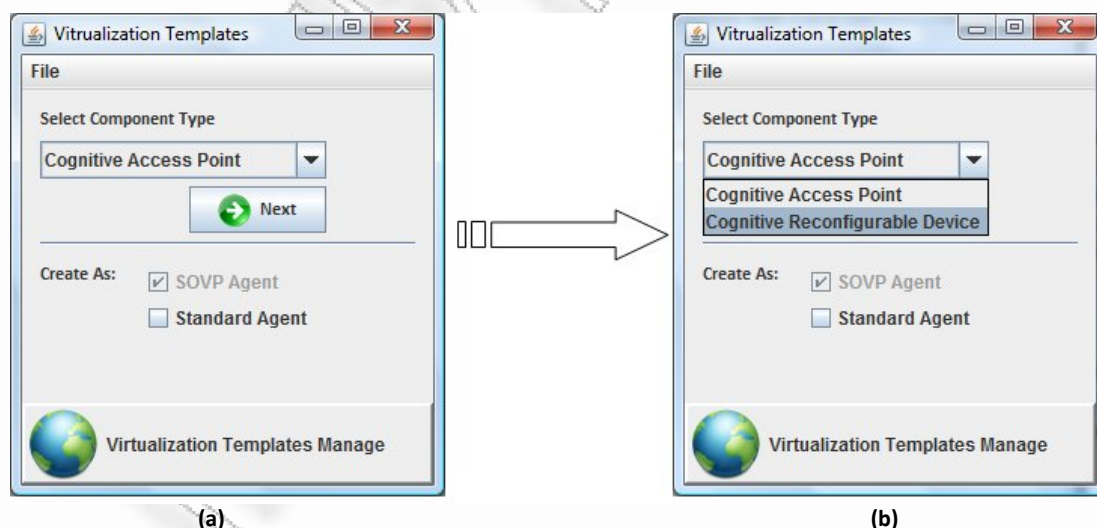 Vitrualization Templates
File
Select Component Type
Cognitive Access Point
Next
Create As:
SOVP Agent
Standard Agent
Virtualization Templates Manage
(a)
Vitrualization Templates
File
Select Component Type
Cognitive Access Point
Cognitive Access Point
Cognitive Reconfigurable Device
Create As:
SOVP Agent
Standard Agent
Virtualization Templates Manage
(b)